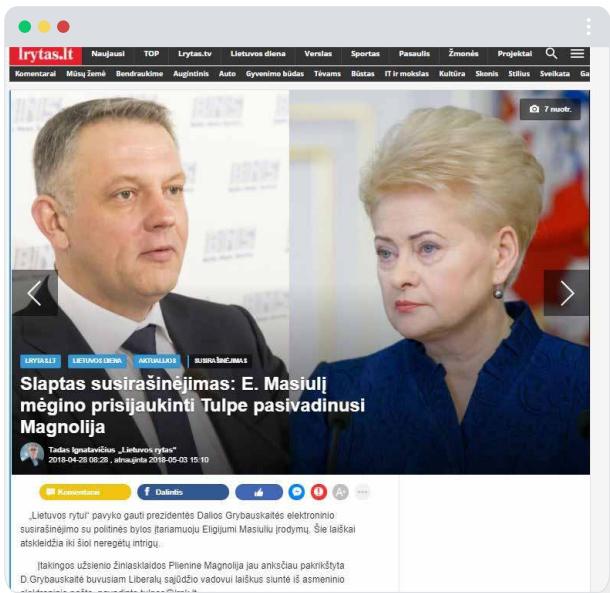 lrytas.lt Naujausi TOP Lrytas.tv Lietuvos diena Verslas Sportas Pasaulis Žmonės Projektai
Komentarai Mūsų žemė Bendraukime Augintinis Auto Gyvenimo būdas Tėvams Būstas IT ir mokslas Kultūra Skonis Stilius Sveikata Ga
7 nuotr.
LRYTAS.LT LIETUVOS DIENA AKTUALIJOS SUSIRAŠINĖJIMAS
Slaptas susirašinėjimas: E. Masiulį
mėgino prisijaukinti Tulpe pasivadinusi
Magnolija
Tadas Ignatavičius „Lietuvos rytas“
2018-04-28 08:28 , atnaujinta 2018-05-03 15:10
Komentarai f Dalintis A+
„Lietuvos rytui“ pavyko gauti prezidentės Dalios Grybauskaitės elektroninio
susirašinėjimo su politinės bylos įtariamuoju Eligijumi Masiuliu įrodymų. Šie laiškai
atskleidžia iki šiol neregėtų intrigų.
Įtakingos užsienio žiniasklaidos Plienine Magnolija jau anksčiau pakrikštyta
D.Grybauskaitė buvusiam Liberalų sąjūdžio vadovui laiškus siuntė iš asmeninio